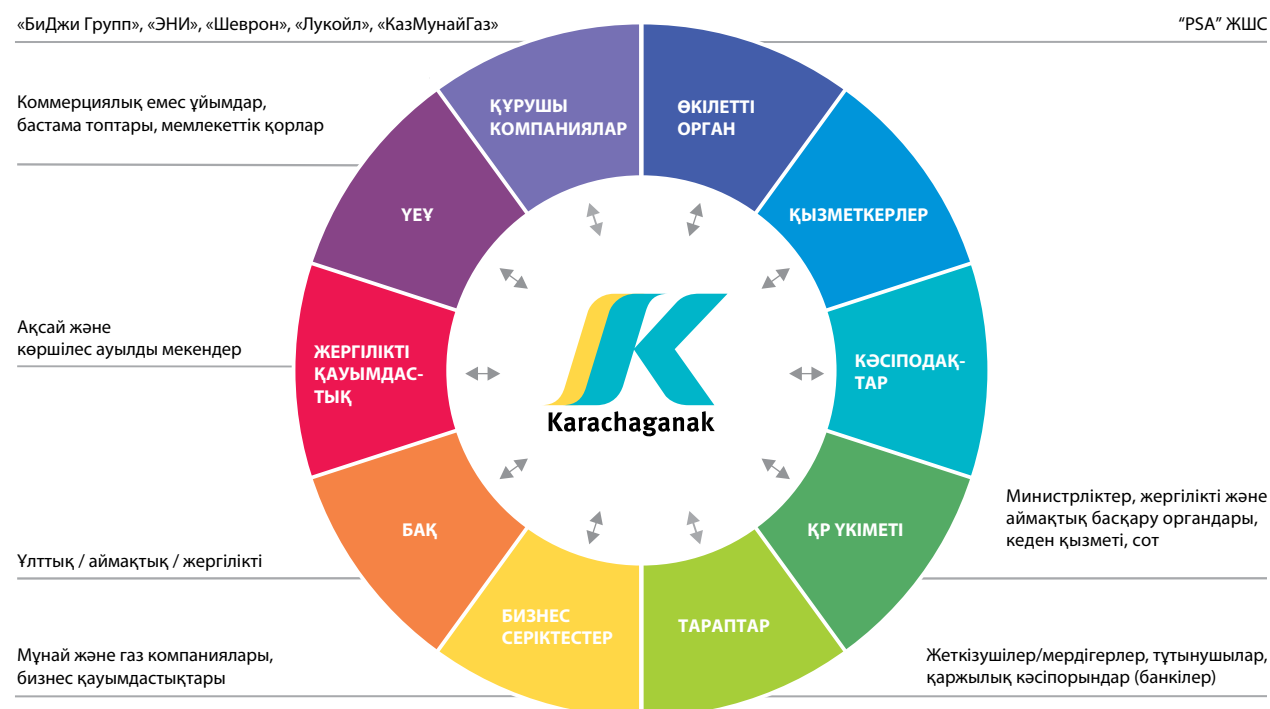 «БиДжи Групп», «ЭНИ», «Шеврон», «Лукойл», «КазМунайГаз»
“PSA” ЖШС
Коммерциялық емес ұйымдар,
бастама топтары, мемлекеттік қорлар
ҚҰРУШЫ
КОМПАНИЯЛАР
ӨКІЛЕТТІ
ОРГАН
ҮЕҰ
ҚЫЗМЕТКЕРЛЕР
Ақсай және
көршілес ауылды мекендер
ЖЕРГІЛІКТІ
ҚАУЫМДАС-
ТЫҚ
КӘСІПОДАҚ-
ТАР
Karachaganak
БАҚ
ҚР ҮКІМЕТІ
Министрліктер, жергілікті және
аймақтық басқару органдары,
кеден қызметі, сот
Ұлттық / аймақтық / жергілікті
БИЗНЕС
СЕРІКТЕСТЕР
ТАРАПТАР
Мұнай және газ компаниялары,
бизнес қауымдастықтары
Жеткізушілер/мердігерлер, тұтынушылар,
қаржылық кәсіпорындар (банкілер)